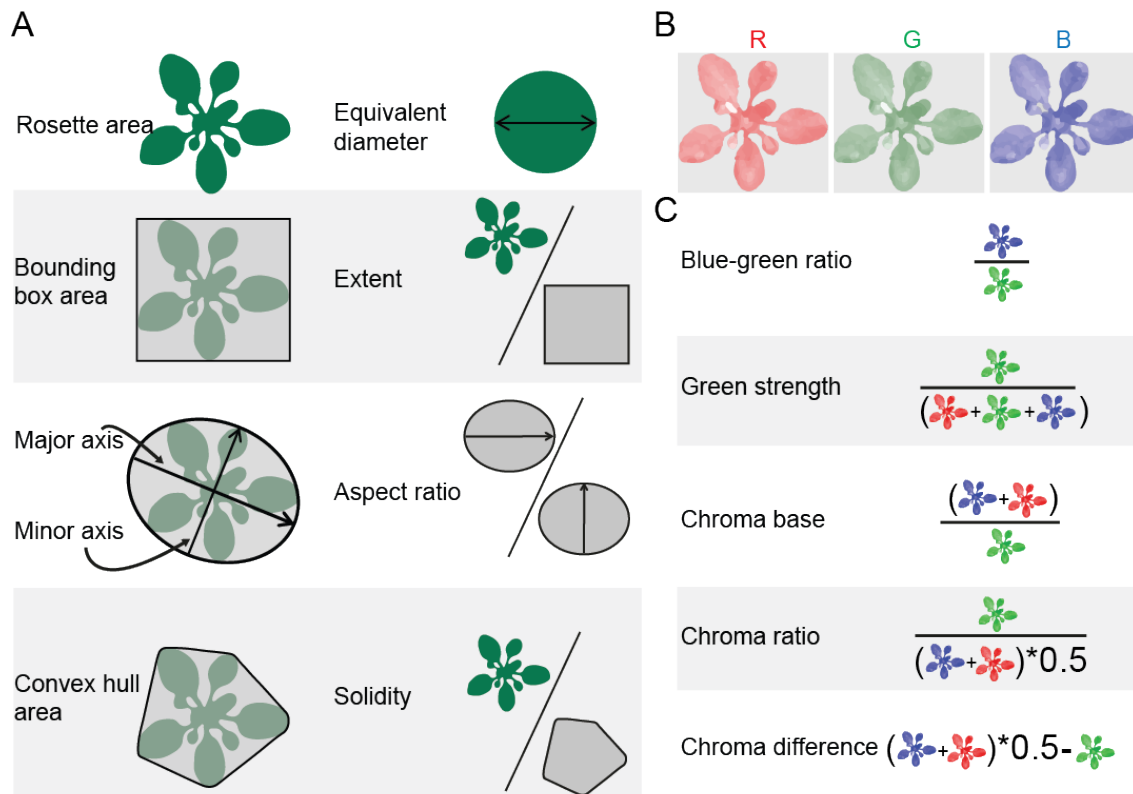 A
Rosette area
Equivalent
diameter
Bounding
box area
Extent
Major axis
Minor axis
Aspect ratio
Convex hull
area
Solidity
B
R G B
C
Blue-green ratio
Green strength
( + + )
Chroma base
( + )
Chroma ratio
( + )*0.5
Chroma difference ( + )*0.5-